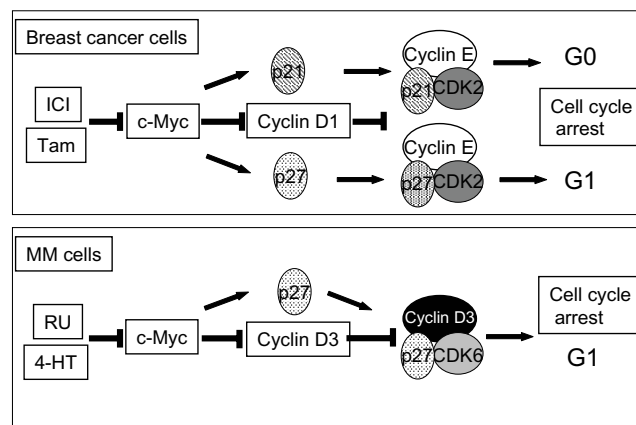 Breast cancer cells
ICI
Tam
c-Myc
p21
Cyclin D1
p27
Cyclin E
p21
CDK2
Cyclin E
p27
CDK2
G0
Cell cycle
arrest
G1
MM cells
RU
4-HT
c-Myc
p27
Cyclin D3
Cyclin D3
p27
CDK6
Cell cycle
arrest
G1